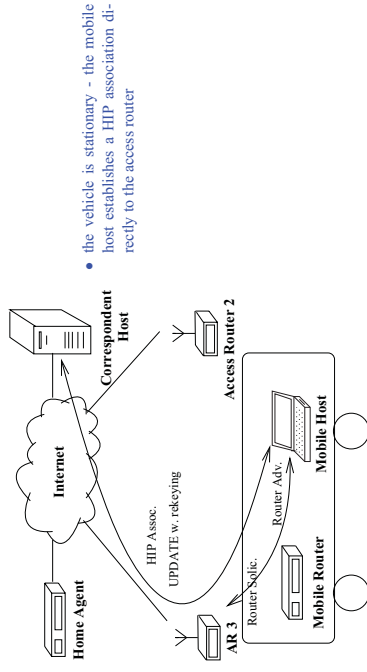 Home Agent
Internet
Correspondent
Host
HIP Assoc.
UPDATE w. rekeying
AR 3
Access Router 2
Router Solic.
Router Adv.
Mobile Router
Mobile Host
• the vehicle is stationary - the mobile
host establishes a HIP association di-
rectly to the access router